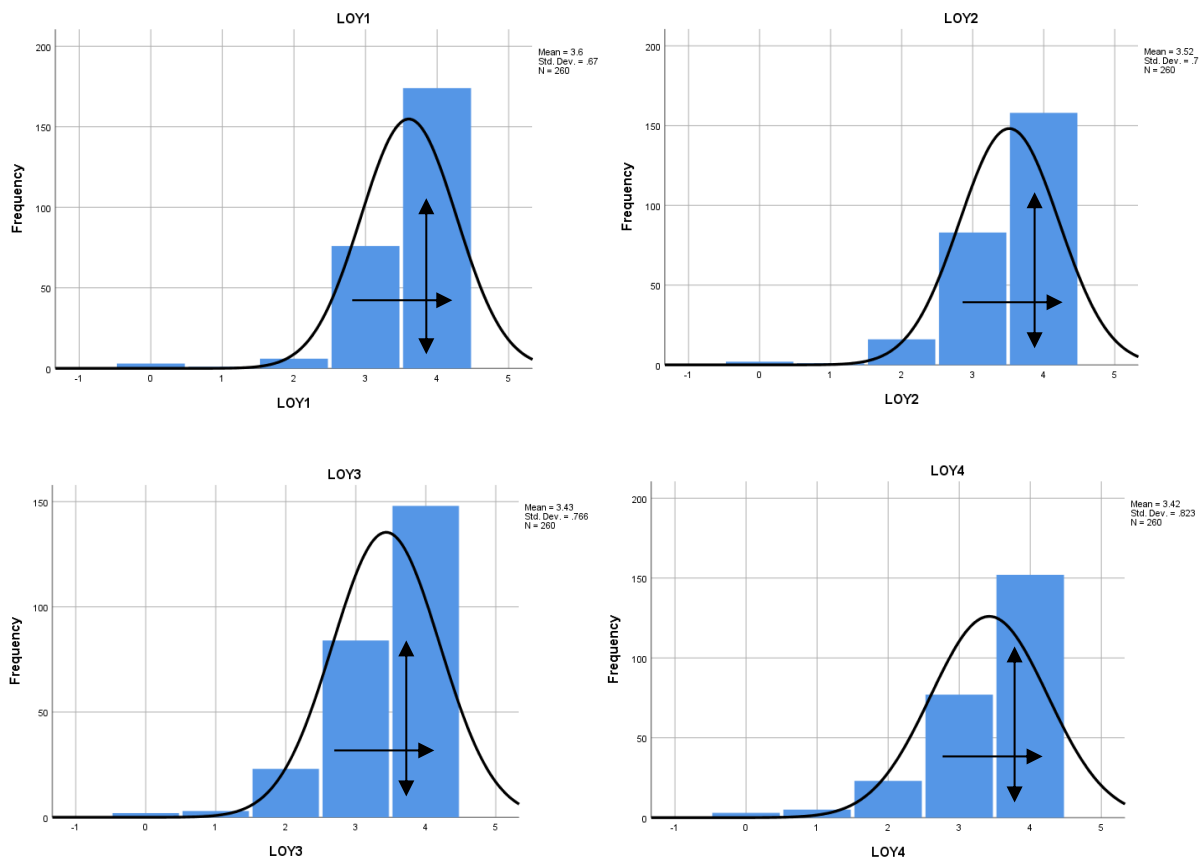 LOY1
Mean = 3.6
Std. Dev. = .67
N = 260
Frequency
200
150
100
50
0
-1 0 1 2 3 4 5
LOY1
LOY2
Mean = 3.52
Std. Dev. = .7
N = 260
Frequency
200
150
100
50
0
-1 0 1 2 3 4 5
LOY2
LOY3
Mean = 3.43
Std. Dev. = .766
N = 260
Frequency
150
100
50
0
-1 0 1 2 3 4 5
LOY3
LOY4
Mean = 3.42
Std. Dev. = .823
N = 260
Frequency
200
150
100
50
0
-1 0 1 2 3 4 5
LOY4